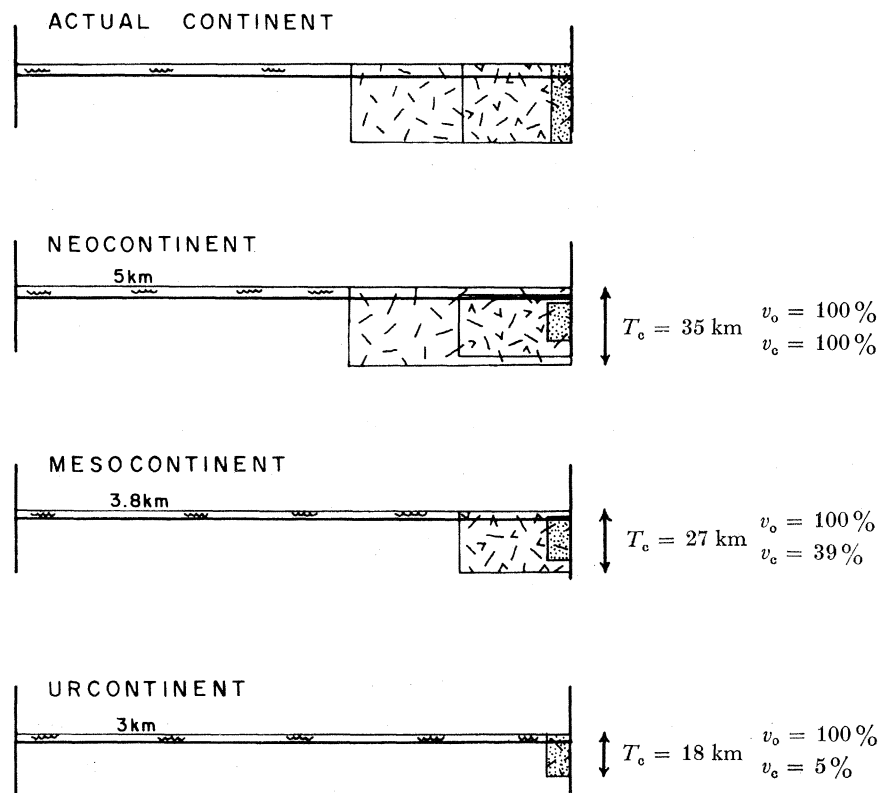 ACTUAL CONTINENT
NEOCONTINENT
5km
T_c = 35 km
v_o = 100%
v_c = 100%
MESOCONTINENT
3.8km
T_c = 27 km
v_o = 100%
v_c = 39%
URCONTINENT
3km
T_c = 18 km
v_o = 100%
v_c = 5%